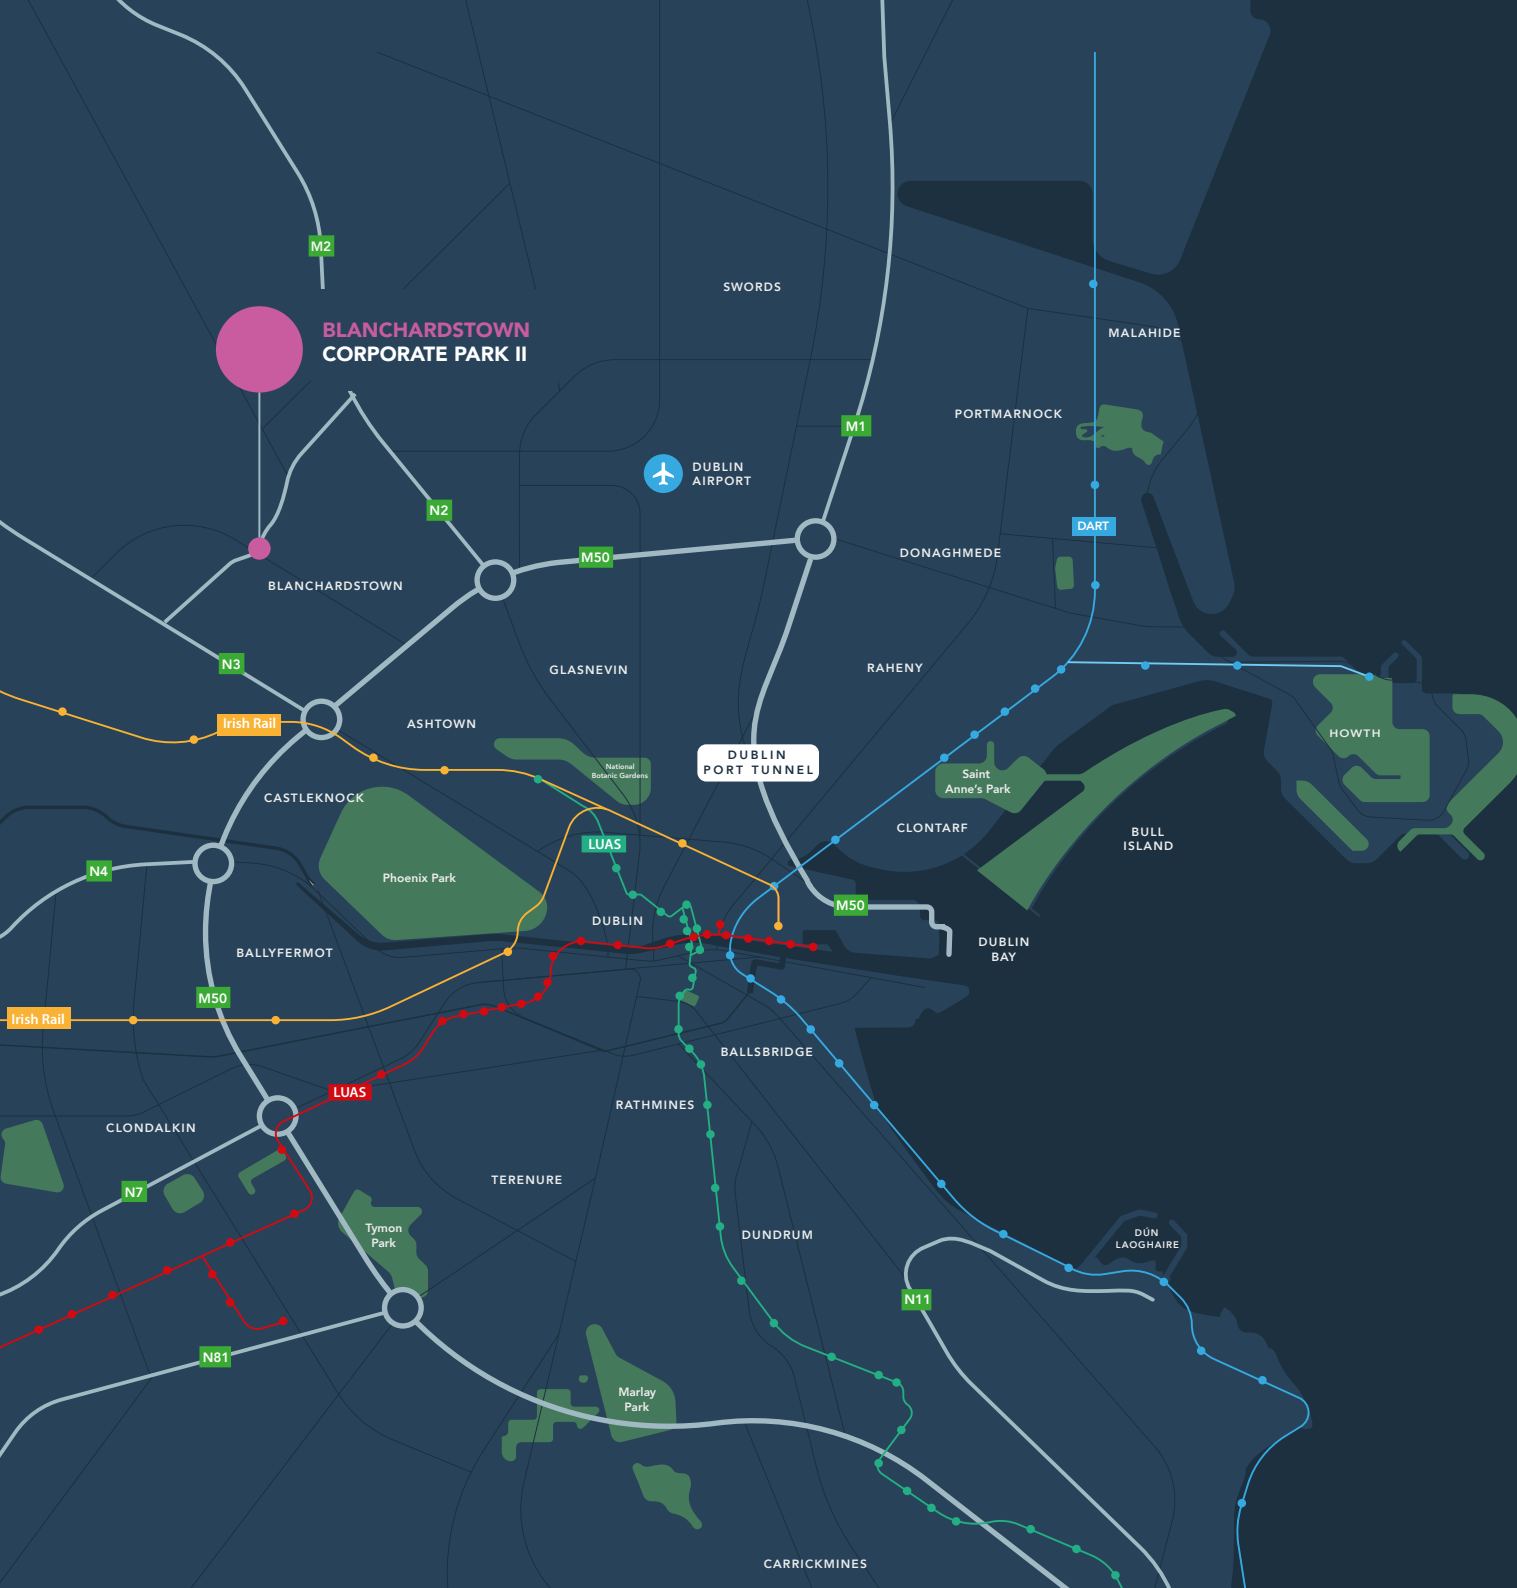 M2
SWORDS
BLANCHARDSTOWN
CORPORATE PARK II
MALAHIDE
PORTMARNOCK
M1
DUBLIN
AIRPORT
N2
DART
M50
DONAGHMEDE
BLANCHARDSTOWN
N3
GLASNEVIN
RAHENY
Irish Rail
ASHTOWN
HOWTH
DUBLIN
PORT TUNNEL
National
Botanic Gardens
Saint
Anne's Park
CASTLEKNOCK
CLONTARF
BULL
ISLAND
LUAS
N4
Phoenix Park
M50
DUBLIN
BALLYFERMOT
DUBLIN
BAY
M50
Irish Rail
BALLSBRIDGE
LUAS
RATHMINES
CLONDALKIN
TERENURE
N7
Tymon
Park
DUNDRUM
DÚN
LAOGHAIRE
N11
N81
Marlay
Park
CARRICKMINES